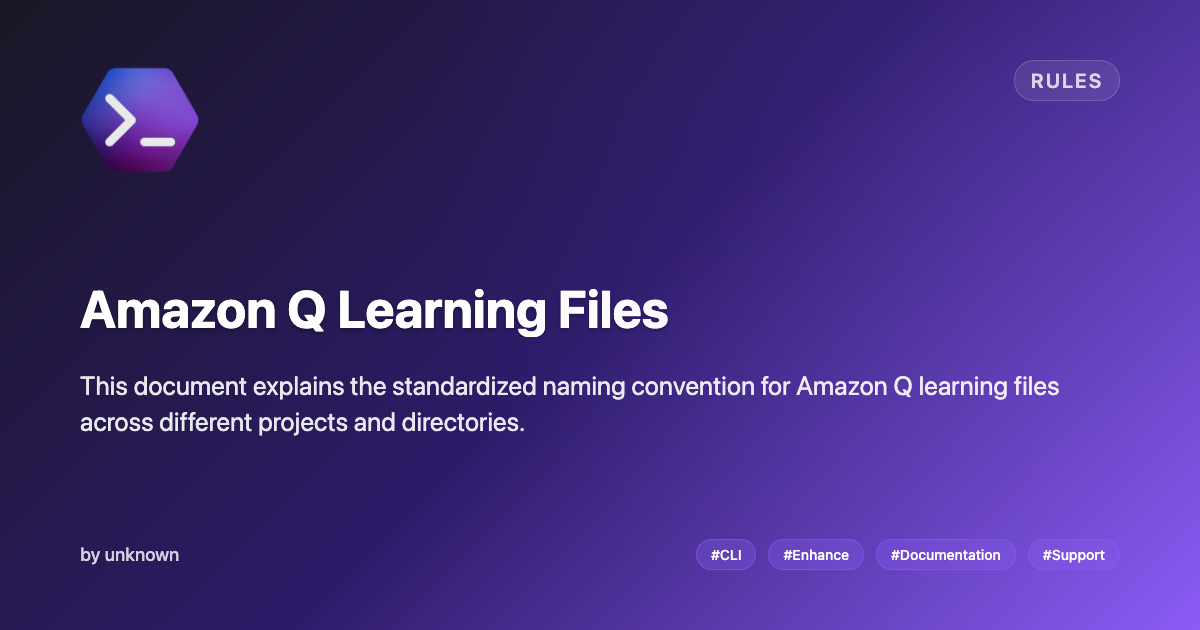 RULES
Amazon Q Learning Files
This document explains the standardized naming convention for Amazon Q learning files
across different projects and directories.
by unknown
#CLI
#Enhance
#Documentation
#Support